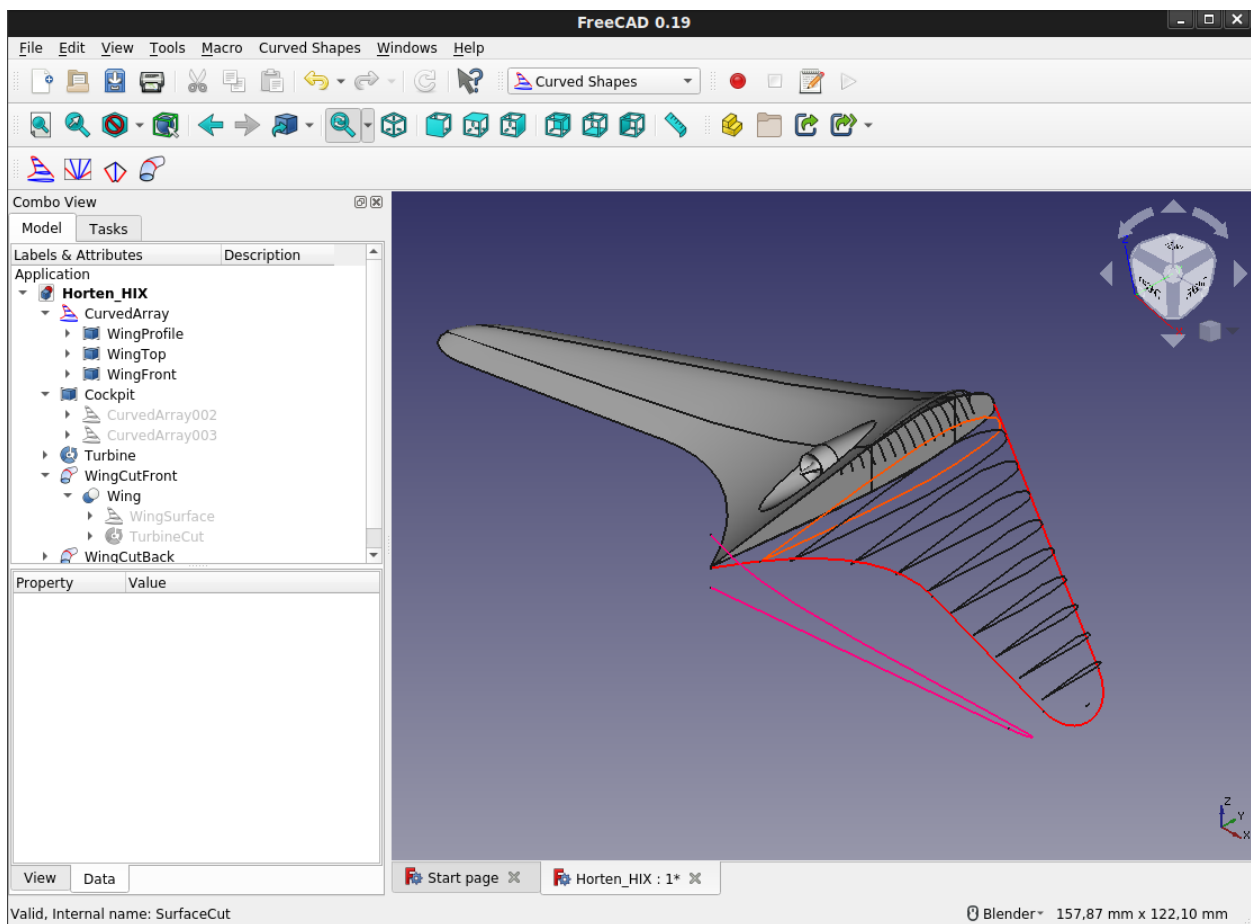 FreeCAD 0.19
File Edit View Tools Macro Curved Shapes Windows Help
Curved Shapes
Combo View
Model Tasks
Labels & Attributes Description
Application
Horten_HIX
CurvedArray
WingProfile
WingTop
WingFront
Cockpit
CurvedArray002
CurvedArray003
Turbine
WingCutFront
Wing
WingSurface
TurbineCut
WingCutBack
Property Value
Z
Y
X
View Data
Start page Horten_HIX : 1*
Valid, Internal name: SurfaceCut Blender 157,87 mm x 122,10 mm